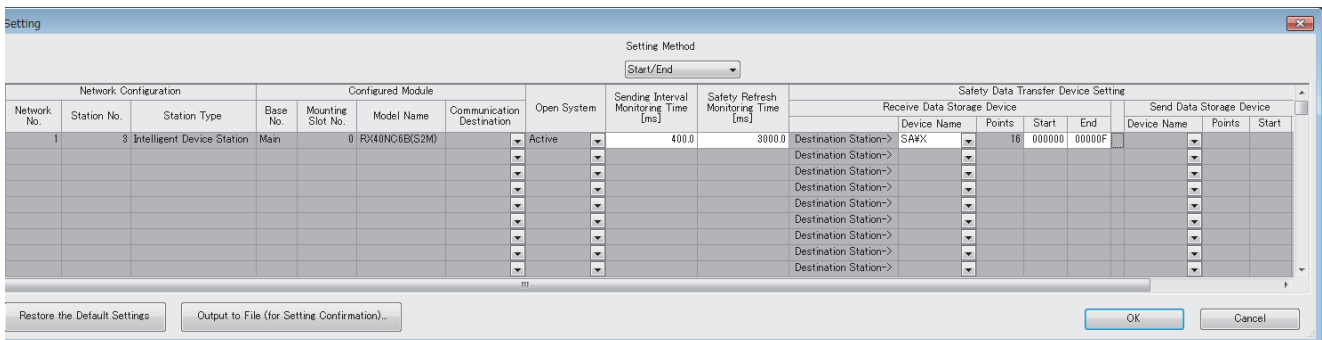 Setting
Setting Method
Start/End
Network Configuration Configured Module Open System Sending Interval Monitoring Time [ms] Safety Refresh Monitoring Time [ms] Safety Data Transfer Device Setting
Receive Data Storage Device Send Data Storage Device
Network No. Station No. Station Type Base No. Mounting Slot No. Model Name Communication Destination Device Name Points Start End Device Name Points Start
1 3 Intelligent Device Station Main 0 RX40NC6B(S2M) Active 400.0 3000.0 Destination Station-> SA¥X 16 000000 00000F
Destination Station->
Destination Station->
Destination Station->
Destination Station->
Destination Station->
Destination Station->
Destination Station->
Destination Station->
Restore the Default Settings Output to File (for Setting Confirmation)... OK Cancel